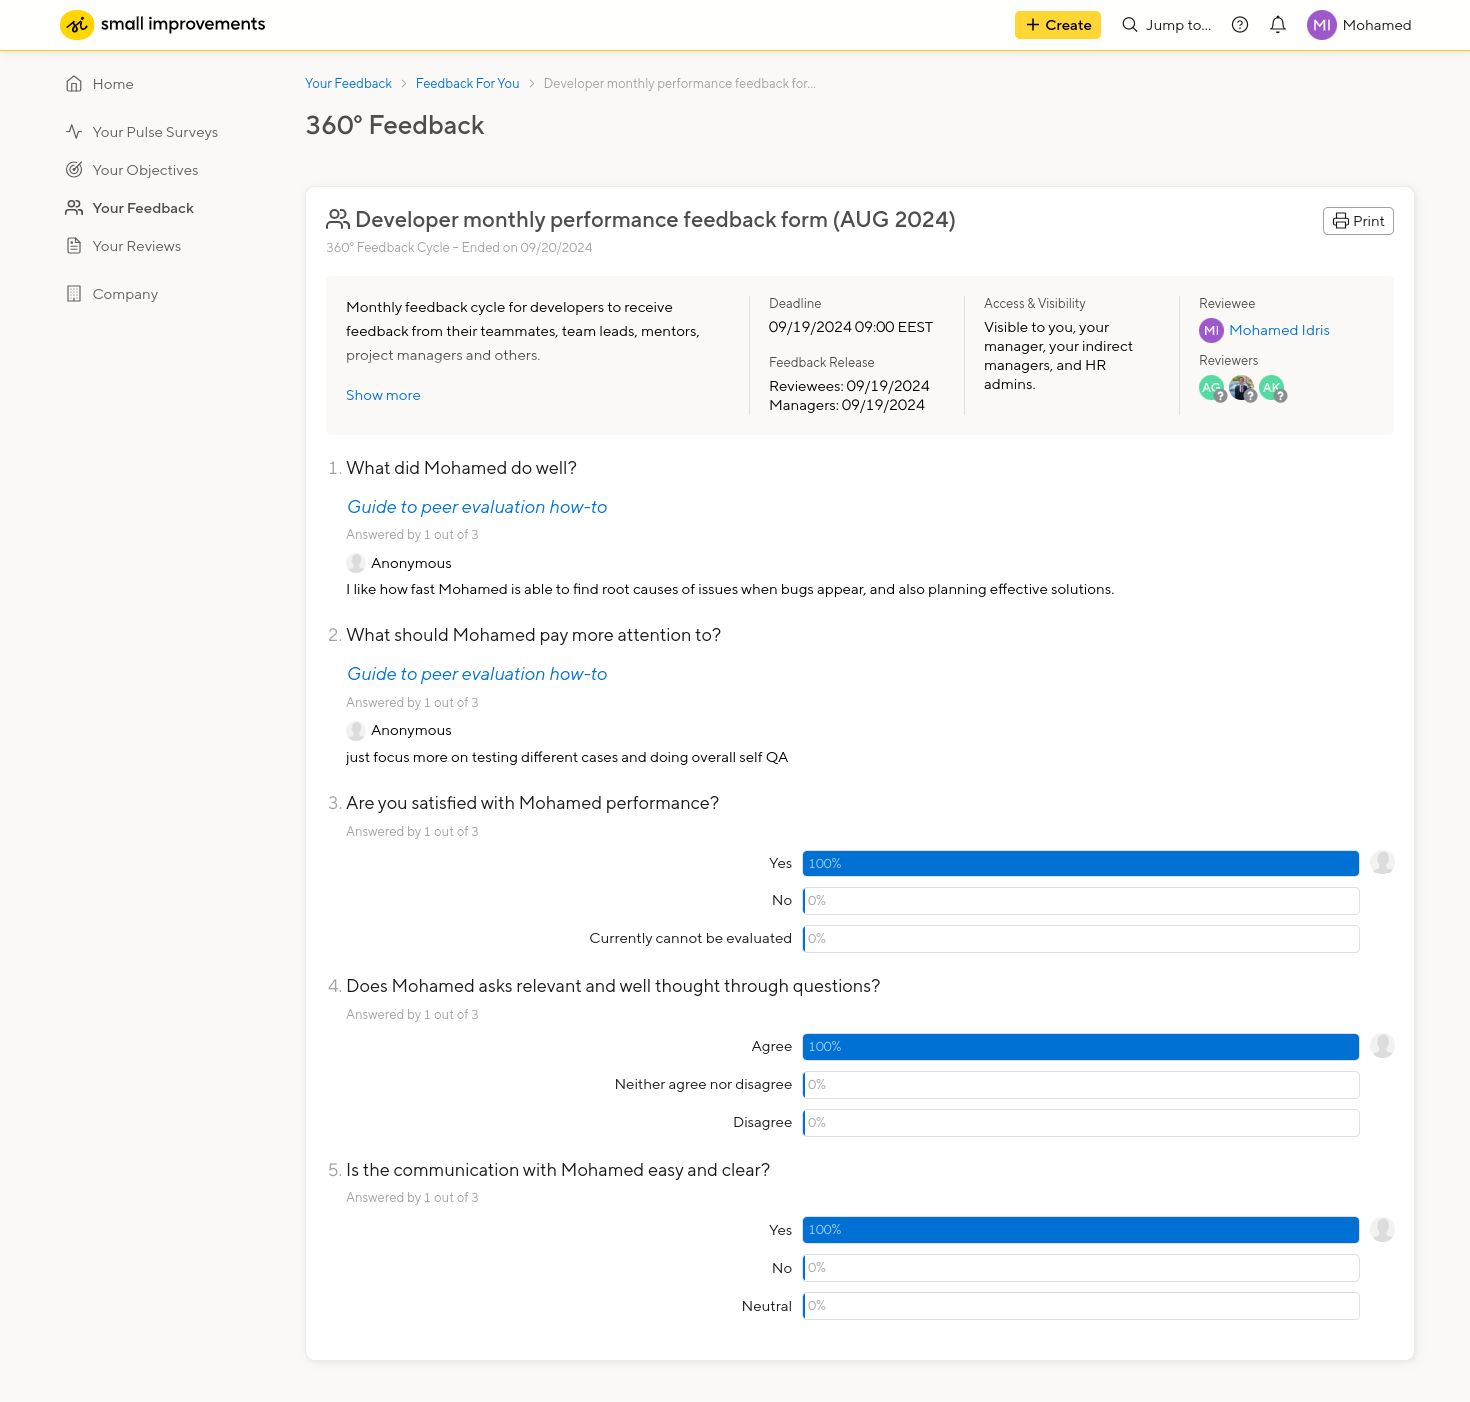 small improvements
+ Create
Jump to...
MI Mohamed
Home
Your Pulse Surveys
Your Objectives
Your Feedback
Your Reviews
Company
Your Feedback > Feedback For You > Developer monthly performance feedback for...
360° Feedback
Developer monthly performance feedback form (AUG 2024)
Print
360° Feedback Cycle – Ended on 09/20/2024
Monthly feedback cycle for developers to receive
feedback from their teammates, team leads, mentors,
project managers and others.
Show more
Deadline
09/19/2024 09:00 EEST
Feedback Release
Reviewees: 09/19/2024
Managers: 09/19/2024
Access & Visibility
Visible to you, your
manager, your indirect
managers, and HR
admins.
Reviewee
MI Mohamed Idris
Reviewers
AG ? ? AK ?
1. What did Mohamed do well?
Guide to peer evaluation how-to
Answered by 1 out of 3
Anonymous
I like how fast Mohamed is able to find root causes of issues when bugs appear, and also planning effective solutions.
2. What should Mohamed pay more attention to?
Guide to peer evaluation how-to
Answered by 1 out of 3
Anonymous
just focus more on testing different cases and doing overall self QA
3. Are you satisfied with Mohamed performance?
Answered by 1 out of 3
Yes 100%
No 0%
Currently cannot be evaluated 0%
4. Does Mohamed asks relevant and well thought through questions?
Answered by 1 out of 3
Agree 100%
Neither agree nor disagree 0%
Disagree 0%
5. Is the communication with Mohamed easy and clear?
Answered by 1 out of 3
Yes 100%
No 0%
Neutral 0%